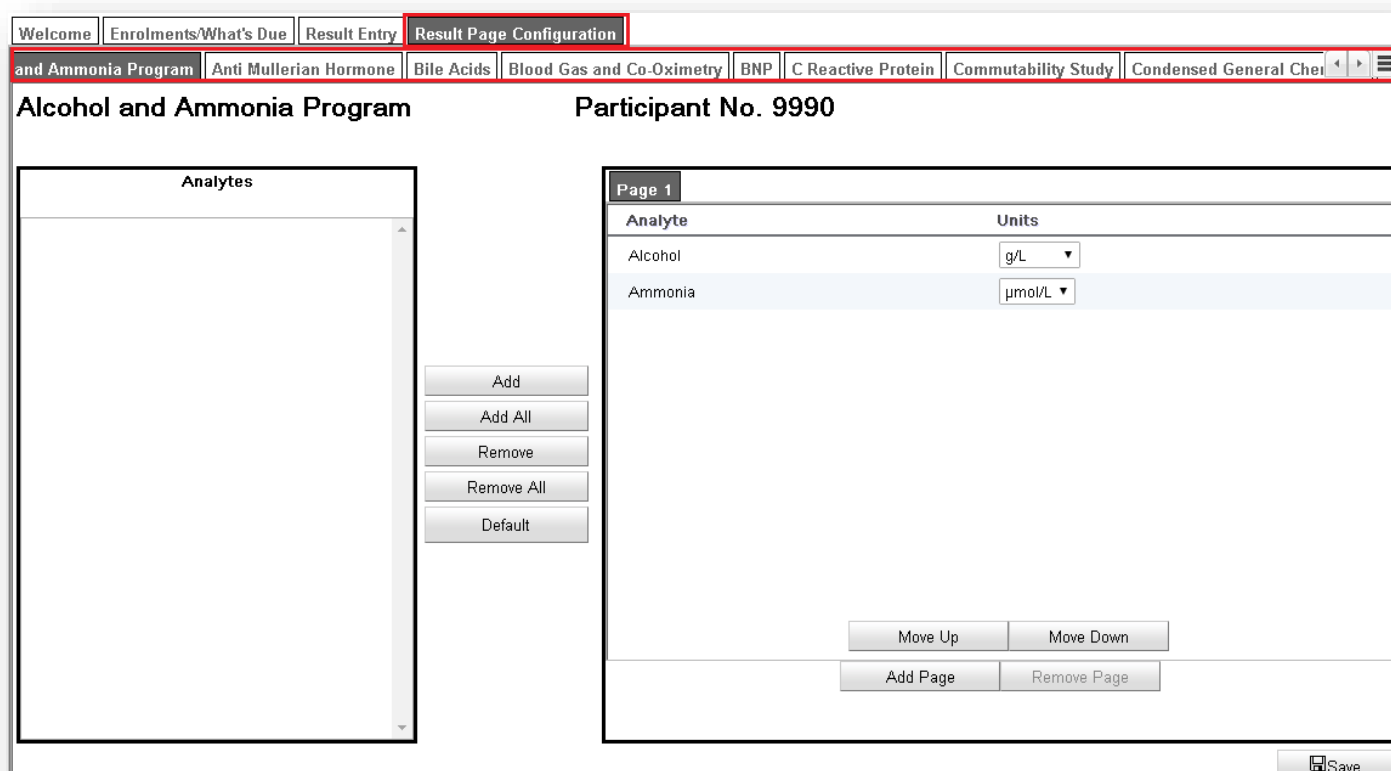 Welcome Enrolments/What's Due Result Entry Result Page Configuration
and Ammonia Program Anti Mullerian Hormone Bile Acids Blood Gas and Co-Oximetry BNP C Reactive Protein Commutability Study Condensed General Cher
Alcohol and Ammonia Program Participant No. 9990
Analytes
Page 1
Analyte Units
Alcohol g/L
Ammonia µmol/L
Add
Add All
Remove
Remove All
Default
Move Up Move Down
Add Page Remove Page
Save